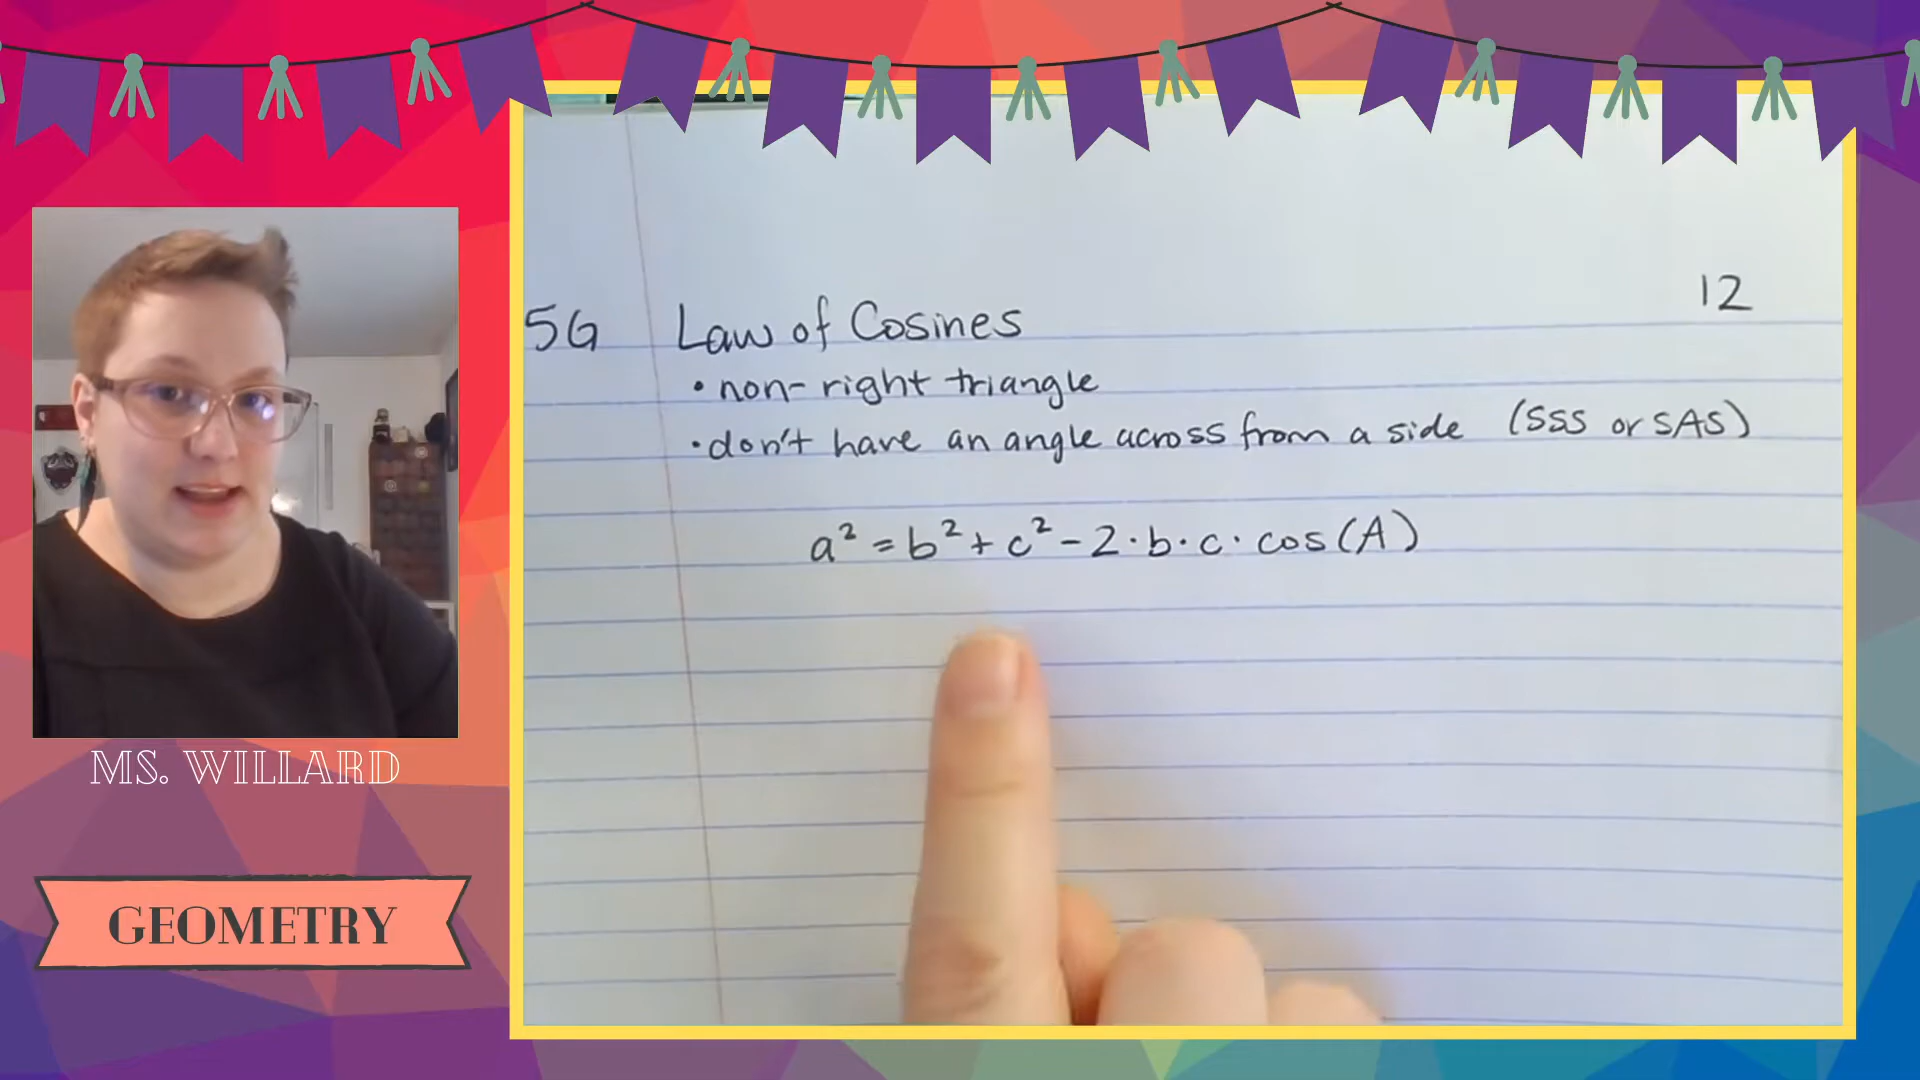 12
5G Law of Cosines
• non-right triangle
• don't have an angle across from a side (SSS or SAS)
a² = b² + c² - 2·b·c·cos(A)
MS. WILLARD
GEOMETRY